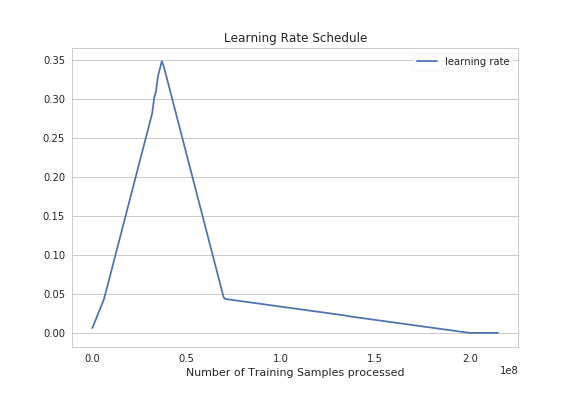 Learning Rate Schedule
learning rate
0.35
0.30
0.25
0.20
0.15
0.10
0.05
0.00
0.0 0.5 1.0 1.5 2.0
1e8
Number of Training Samples processed